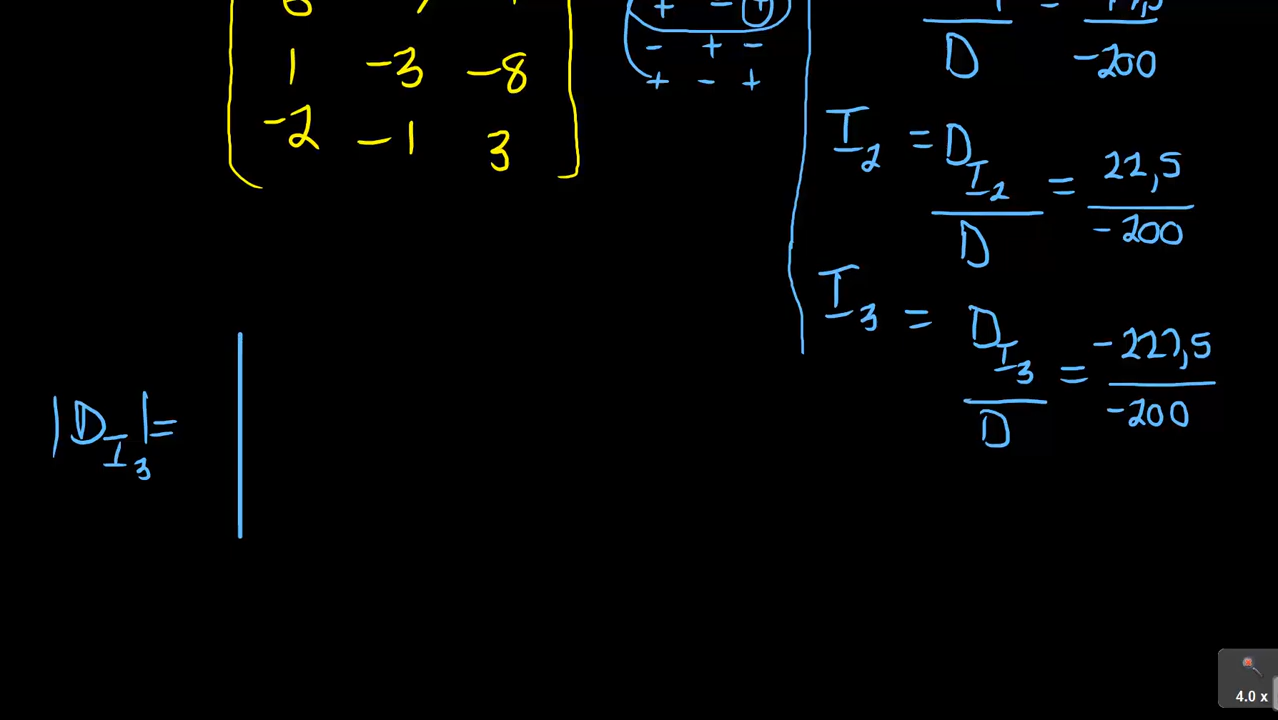 1 -3 -8
-2 -1 3
+ - +
- + -
+ - +
D -200
I2 = DI2 / D = 22,5 / -200
I3 = DI3 / D = -227,5 / -200
|DI3| =
4.0 x